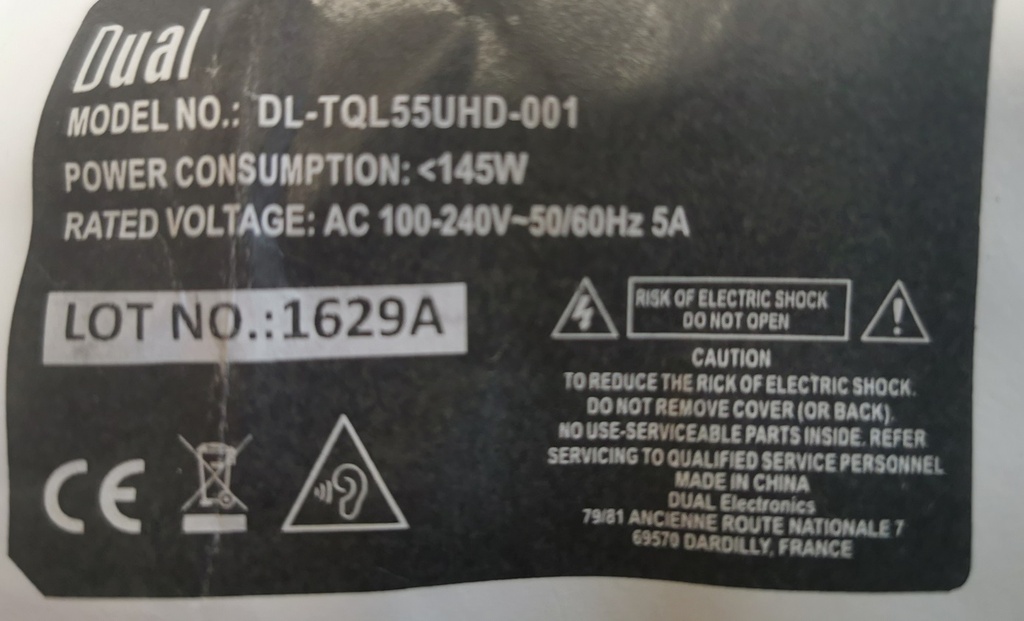 Dual
MODEL NO.: DL-TQL55UHD-001
POWER CONSUMPTION: <145W
RATED VOLTAGE: AC 100-240V~50/60Hz 5A
LOT NO.:1629A
RISK OF ELECTRIC SHOCK
DO NOT OPEN
CAUTION
TO REDUCE THE RICK OF ELECTRIC SHOCK.
DO NOT REMOVE COVER (OR BACK).
NO USE-SERVICEABLE PARTS INSIDE. REFER
SERVICING TO QUALIFIED SERVICE PERSONNEL
MADE IN CHINA
DUAL Electronics
79/81 ANCIENNE ROUTE NATIONALE 7
69570 DARDILLY, FRANCE
CE